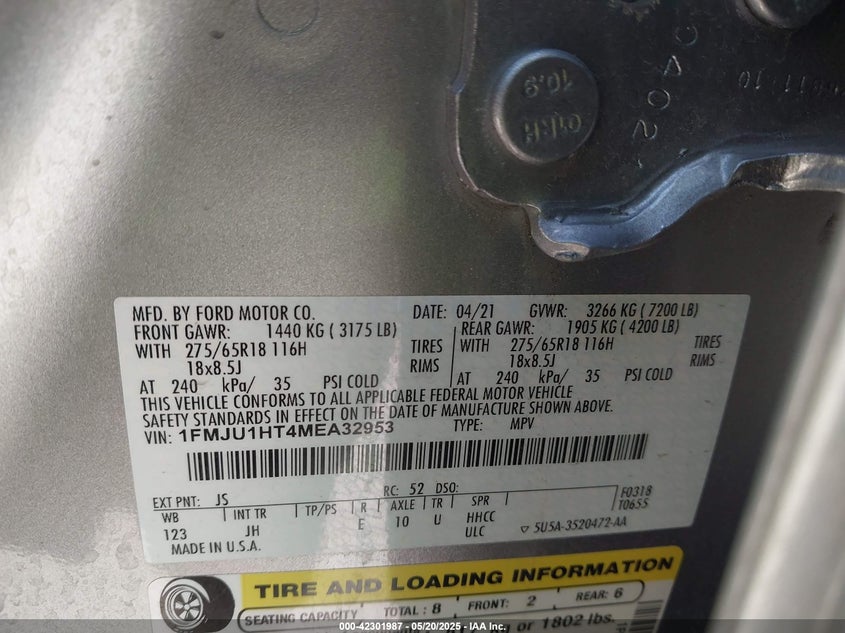 10.9
01HH
0402
MFD. BY FORD MOTOR CO. DATE: 04/21 GVWR: 3266 KG ( 7200 LB)
FRONT GAWR: 1440 KG ( 3175 LB) REAR GAWR: 1905 KG ( 4200 LB)
WITH 275/65R18 116H TIRES WITH 275/65R18 116H TIRES
18x8.5J RIMS 18x8.5J RIMS
AT 240 kPa/ 35 PSI COLD AT 240 kPa/ 35 PSI COLD
THIS VEHICLE CONFORMS TO ALL APPLICABLE FEDERAL MOTOR VEHICLE
SAFETY STANDARDS IN EFFECT ON THE DATE OF MANUFACTURE SHOWN ABOVE.
VIN: 1FMJU1HT4MEA32953 TYPE: MPV
EXT PNT: JS RC: 52 DSO: F0318
WB INT TR TP/PS R AXLE TR SPR T0655
123 JH E 10 U HHCC
ULC 5U5A-3520472-AA
MADE IN U.S.A.
TIRE AND LOADING INFORMATION
SEATING CAPACITY TOTAL: 8 FRONT: 2 REAR: 6
or 1802 lbs.
000-42301987 — 05/20/2025 — IAA Inc.